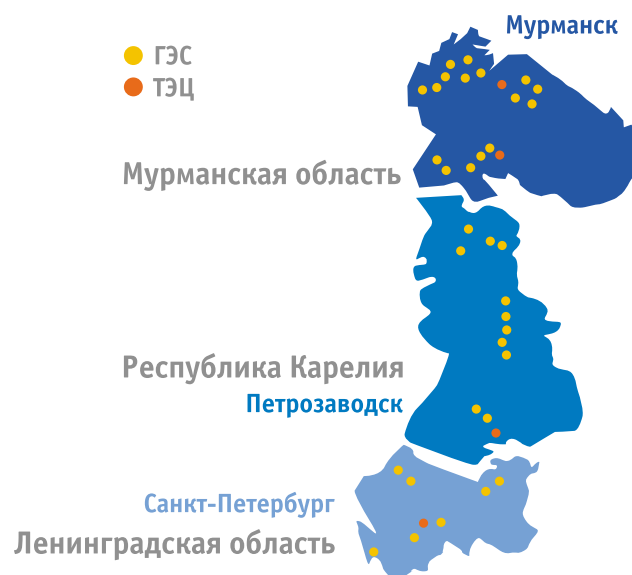 Мурманск
ГЭС
ТЭЦ
Мурманская область
Республика Карелия
Петрозаводск
Санкт-Петербург
Ленинградская область